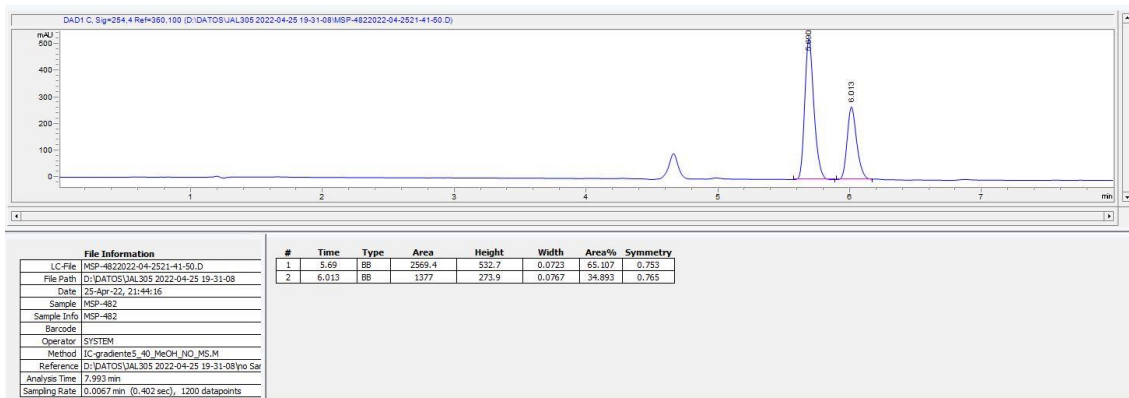 DAD1 C, Sig=254,4 Ref=360,100 (D:\DATOS\JAL305 2022-04-25 19-31-08\MSP-4822022-04-2521-41-50.D)
mAU
500
400
300
200
100
0
5.690
6.013
1 2 3 4 5 6 7 min
File Information
LC-File MSP-4822022-04-2521-41-50.D
File Path D:\DATOS\JAL305 2022-04-25 19-31-08
Date 25-Apr-22, 21:44:16
Sample MSP-482
Sample Info MSP-482
Barcode
Operator SYSTEM
Method IC-gradiente5_40_MeOH_NO_MS.M
Reference D:\DATOS\JAL305 2022-04-25 19-31-08\no Sar
Analysis Time 7.993 min
Sampling Rate 0.0067 min (0.402 sec), 1200 datapoints
# Time Type Area Height Width Area% Symmetry
1 5.69 BB 2569.4 532.7 0.0723 65.107 0.753
2 6.013 BB 1377 273.9 0.0767 34.893 0.765